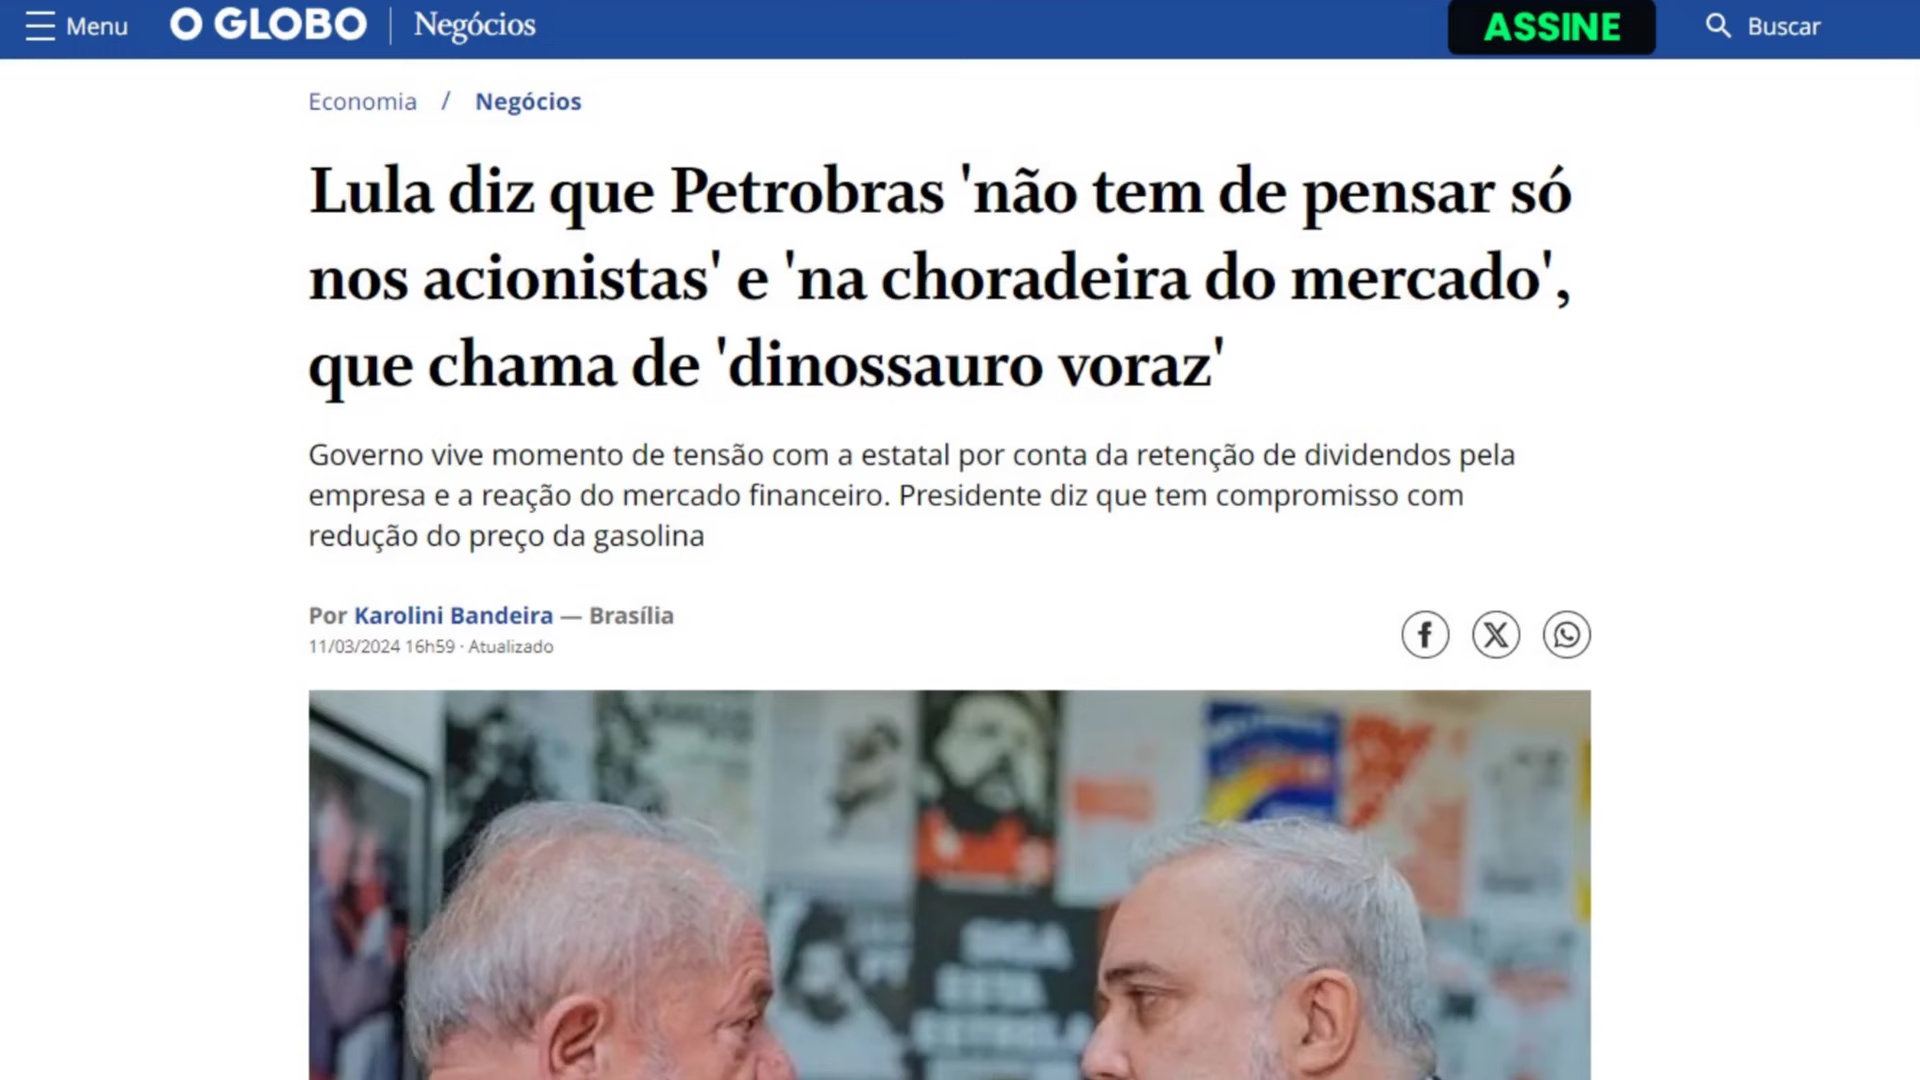 Menu
O GLOBO
Negócios
ASSINE
Buscar
Economia / Negócios
Lula diz que Petrobras 'não tem de pensar só
nos acionistas' e 'na choradeira do mercado',
que chama de 'dinossauro voraz'
Governo vive momento de tensão com a estatal por conta da retenção de dividendos pela
empresa e a reação do mercado financeiro. Presidente diz que tem compromisso com
redução do preço da gasolina
Por Karolini Bandeira — Brasília
11/03/2024 16h59 · Atualizado